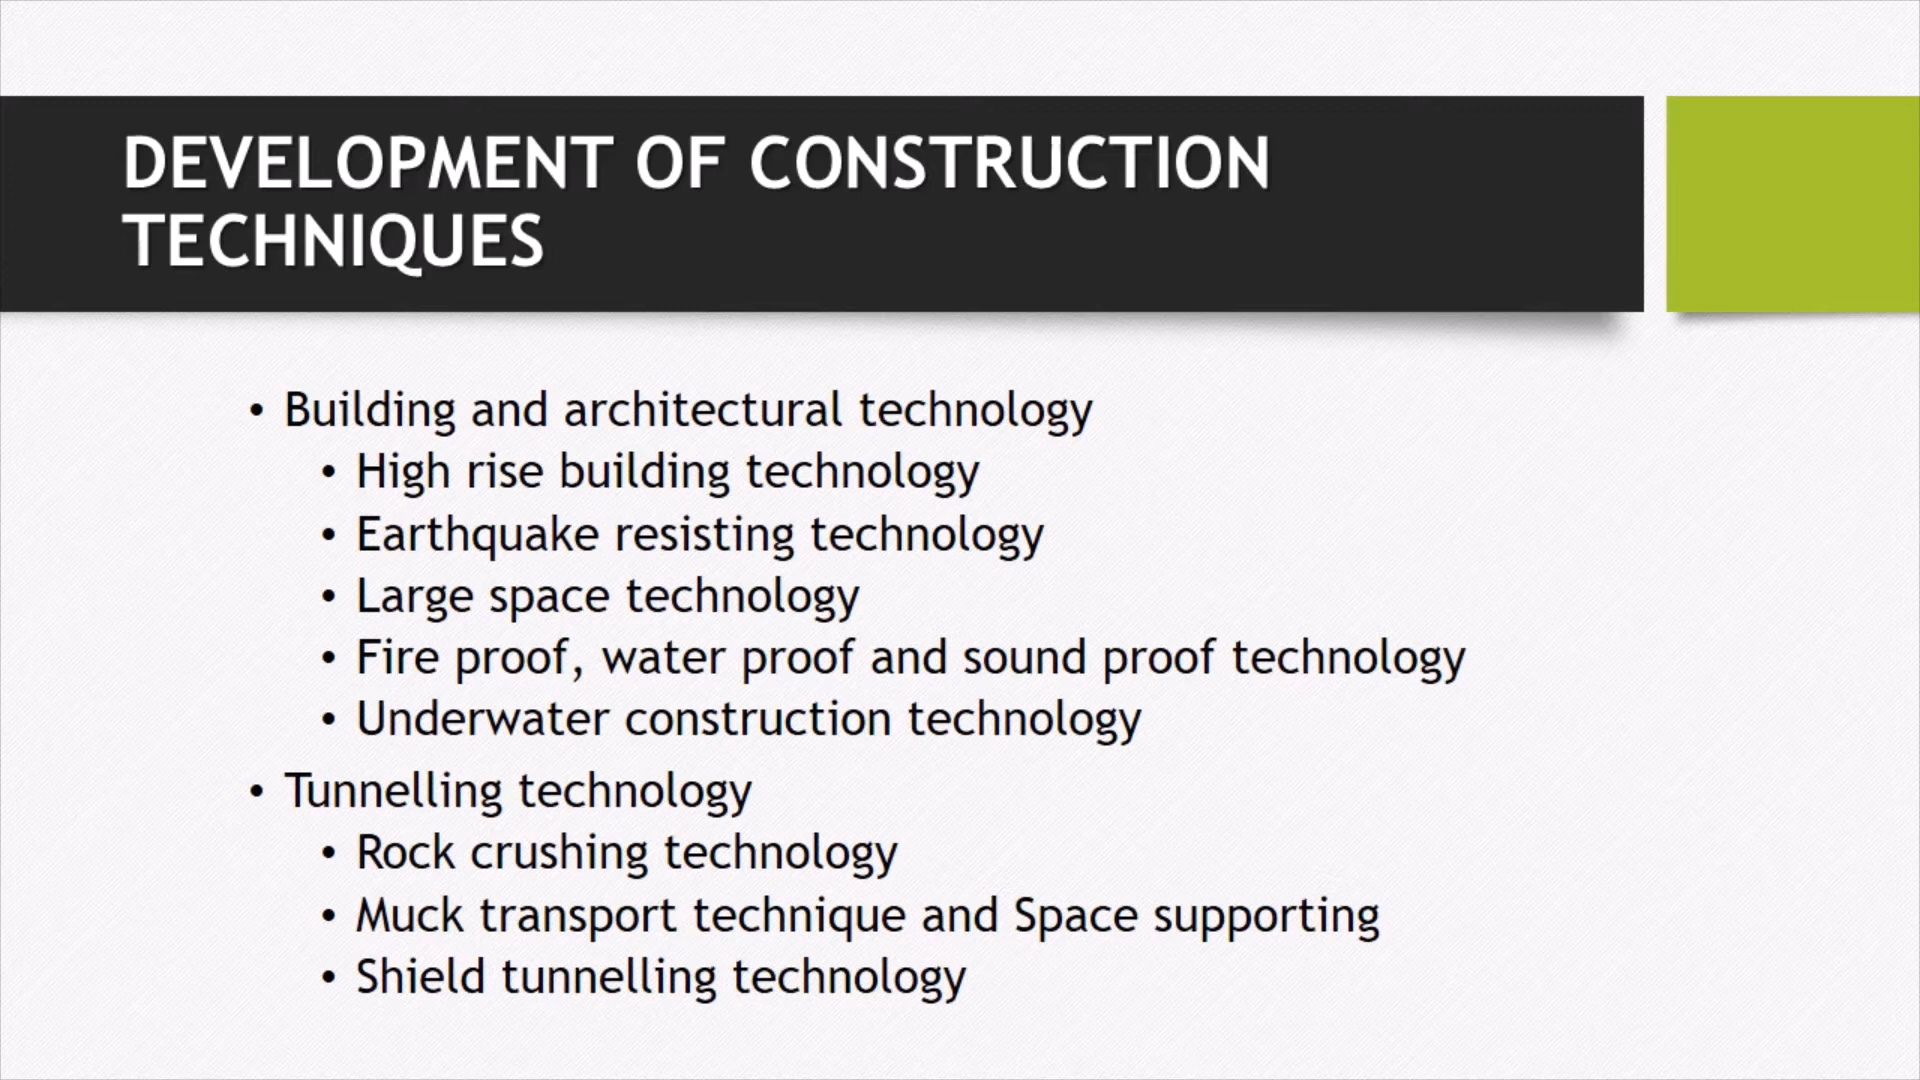 DEVELOPMENT OF CONSTRUCTION
TECHNIQUES
• Building and architectural technology
• High rise building technology
• Earthquake resisting technology
• Large space technology
• Fire proof, water proof and sound proof technology
• Underwater construction technology
• Tunnelling technology
• Rock crushing technology
• Muck transport technique and Space supporting
• Shield tunnelling technology